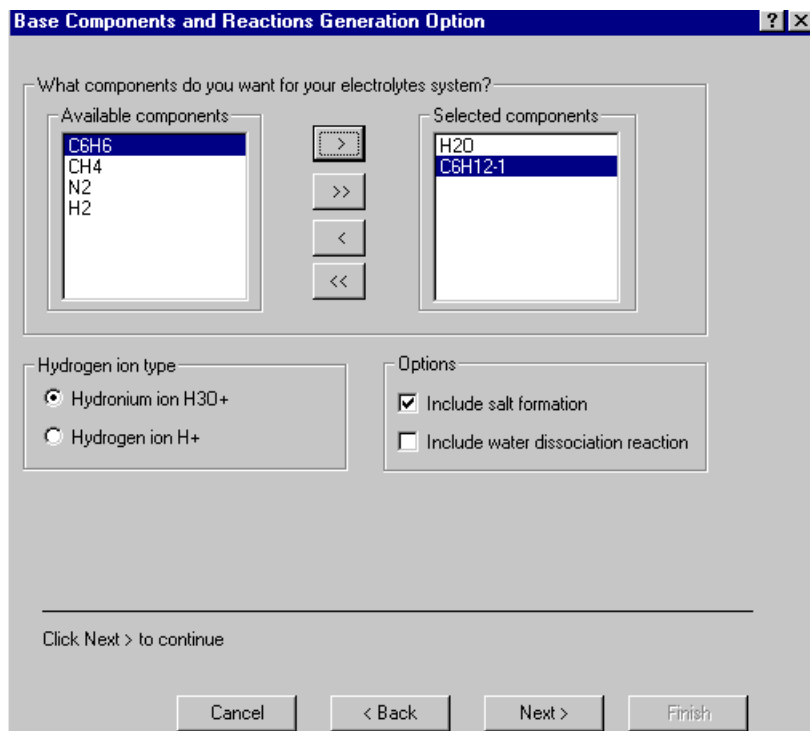 Base Components and Reactions Generation Option
What components do you want for your electrolytes system?
Available components
C6H6
CH4
N2
H2
>
>>
<
<<
Selected components
H2O
C6H12-1
Hydrogen ion type
Hydronium ion H3O+
Hydrogen ion H+
Options
Include salt formation
Include water dissociation reaction
Click Next > to continue
Cancel
< Back
Next >
Finish